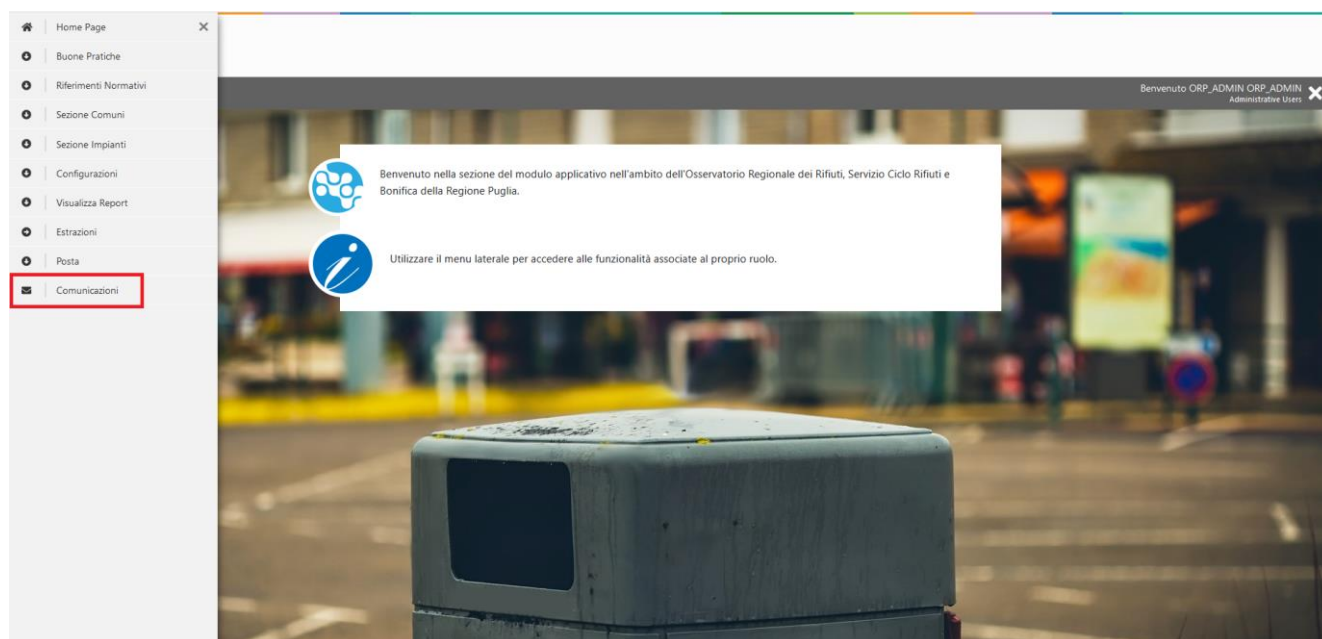 Home Page
Buone Pratiche
Riferimenti Normativi
Sezione Comuni
Sezione Impianti
Configurazioni
Visualizza Report
Estrazioni
Posta
Comunicazioni
Benvenuto ORP_ADMIN ORP_ADMIN
Administrative Users
Benvenuto nella sezione del modulo applicativo nell'ambito dell'Osservatorio Regionale dei Rifiuti, Servizio Ciclo Rifiuti e
Bonifica della Regione Puglia.
Utilizzare il menu laterale per accedere alle funzionalità associate al proprio ruolo.